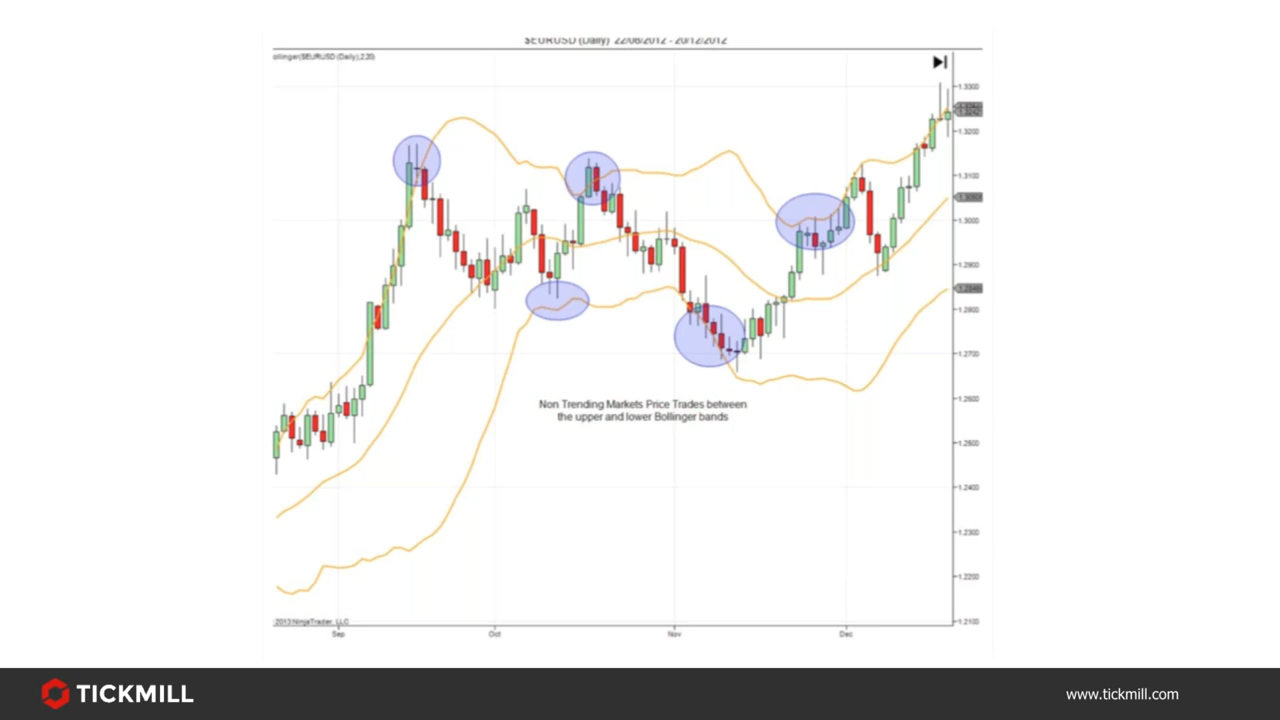 $EURUSD (Daily) 22/06/2012 - 20/12/2012
ollinger($EURUSD (Daily),2,20)
1.3300
1.3200
1.3100
1.3000
1.2900
1.2800
1.2700
1.2600
1.2500
1.2400
1.2300
1.2200
1.2100
Non Trending Markets Price Trades between
the upper and lower Bollinger bands
2013 NinjaTrader, LLC
Sep
Oct
Nov
Dec
TICKMILL
www.tickmill.com